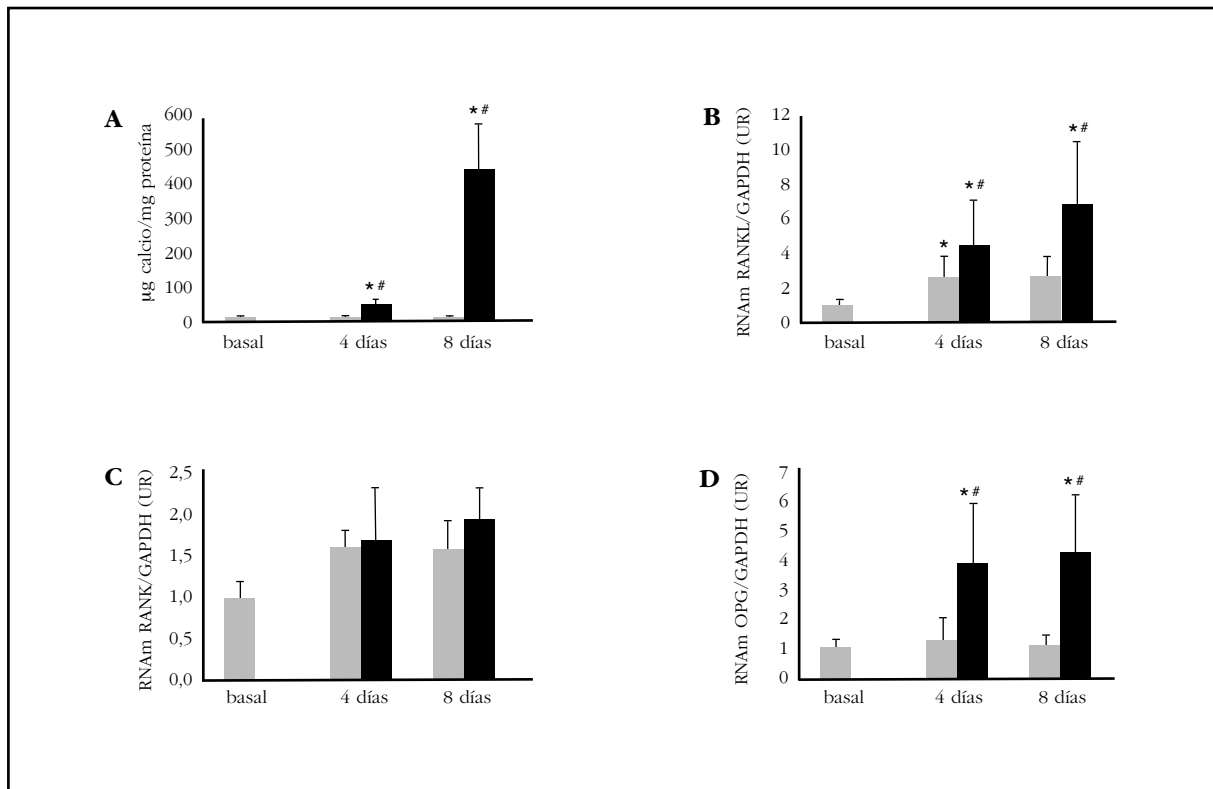 A
µg calcio/mg proteína
600
500
400
300
200
100
0
* #
* #
basal
4 días
8 días
B
RNAm RANKL/GAPDH (UR)
12
10
8
6
4
2
0
*
* #
* #
basal
4 días
8 días
C
RNAm RANK/GAPDH (UR)
2,5
2,0
1,5
1,0
0,5
0,0
basal
4 días
8 días
D
RNAm OPG/GAPDH (UR)
7
6
5
4
3
2
1
0
* #
* #
basal
4 días
8 días